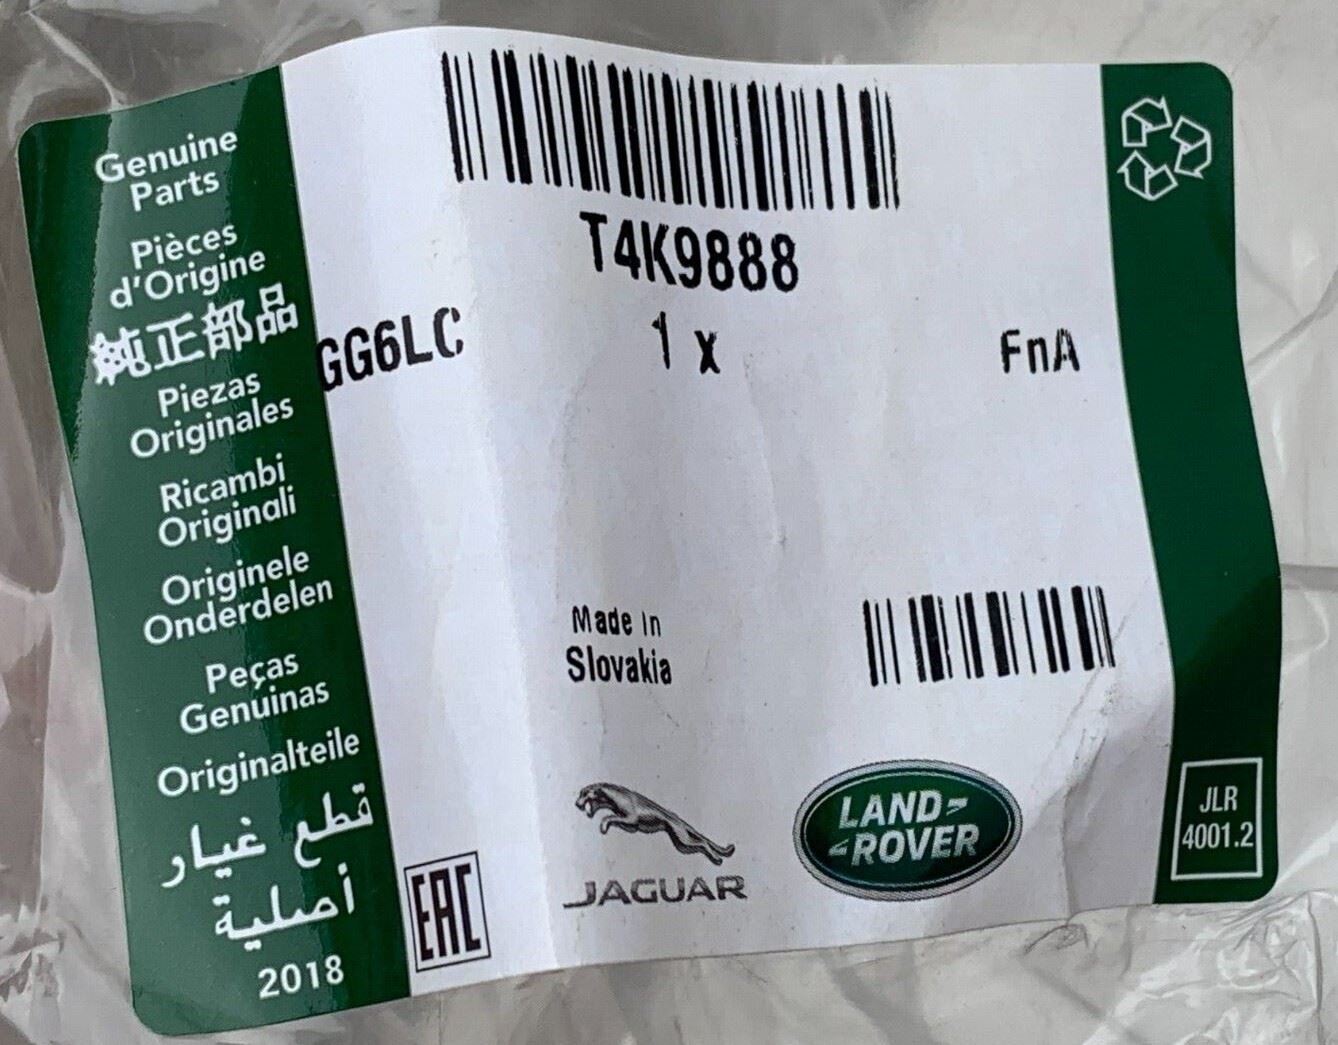 Genuine
Parts
Pièces
d'Origine
純正部品
Piezas
Originales
Ricambi
Originali
Originele
Onderdelen
Peças
Genuinas
Originalteile
قطع غيار
أصلية
2018
T4K9888
GG6LC
1 x
FnA
Made In
Slovakia
EAC
JAGUAR
LAND-
-ROVER
JLR
4001.2